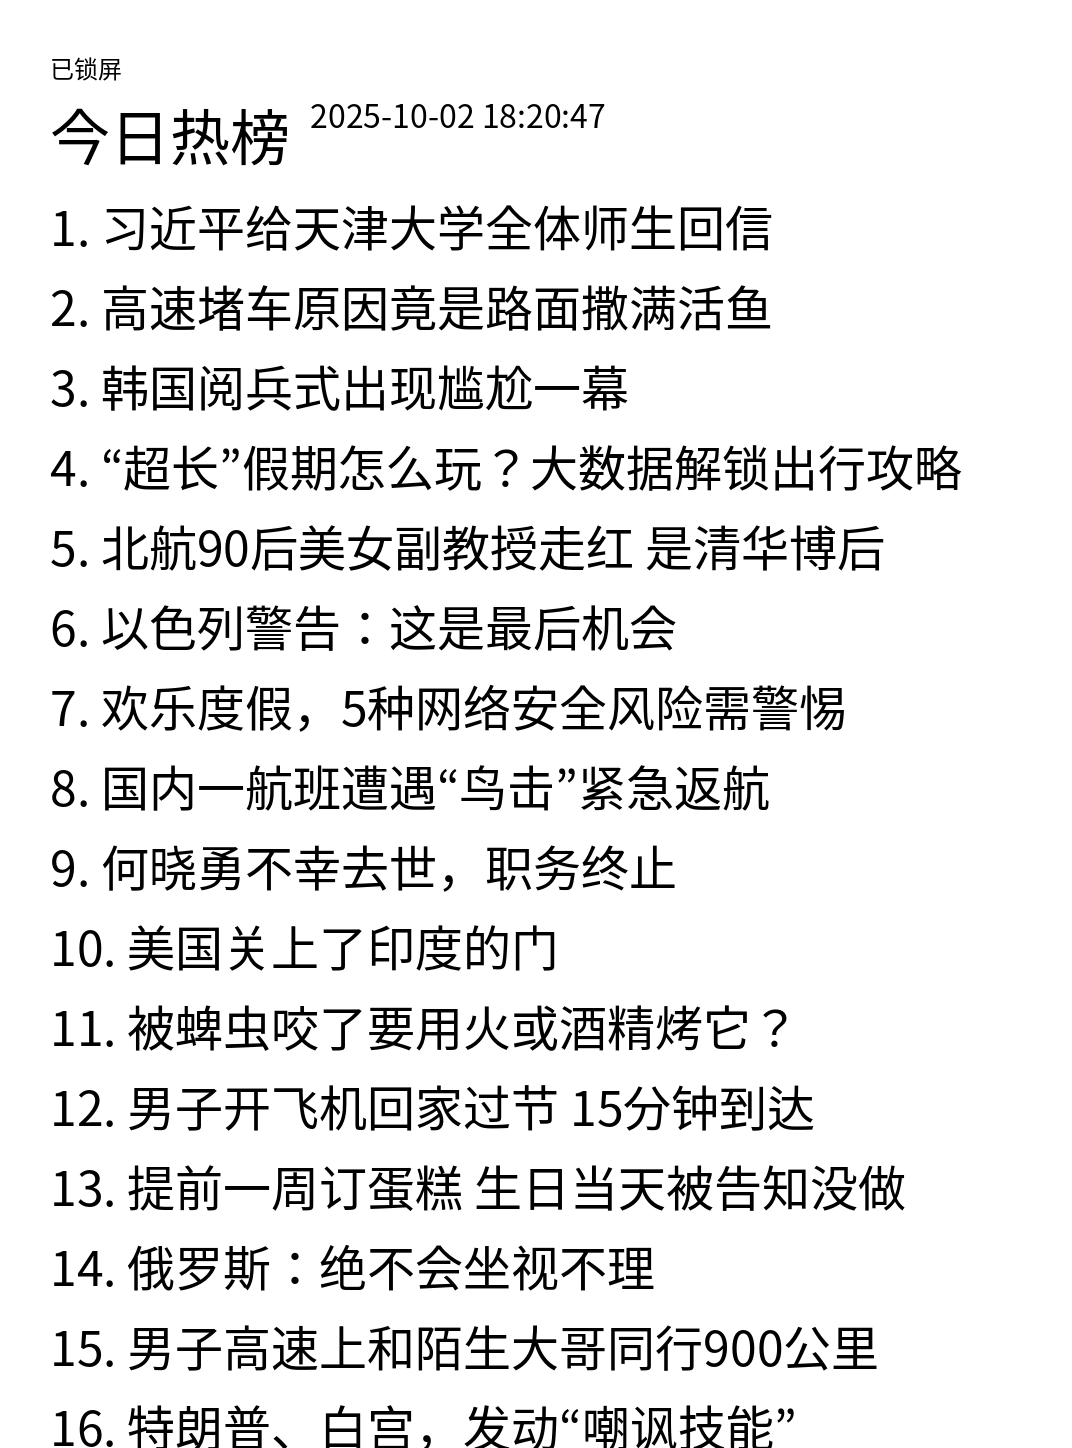 已锁屏
今日热榜 2025-10-02 18:20:47
1. 习近平给天津大学全体师生回信
2. 高速堵车原因竟是路面撒满活鱼
3. 韩国阅兵式出现尴尬一幕
4. “超长”假期怎么玩？大数据解锁出行攻略
5. 北航90后美女副教授走红 是清华博后
6. 以色列警告：这是最后机会
7. 欢乐度假，5种网络安全风险需警惕
8. 国内一航班遭遇“鸟击”紧急返航
9. 何晓勇不幸去世，职务终止
10. 美国关上了印度的门
11. 被蜱虫咬了要用火或酒精烤它？
12. 男子开飞机回家过节 15分钟到达
13. 提前一周订蛋糕 生日当天被告知没做
14. 俄罗斯：绝不会坐视不理
15. 男子高速上和陌生大哥同行900公里
16. 特朗普、白宫，发动“嘲讽技能”